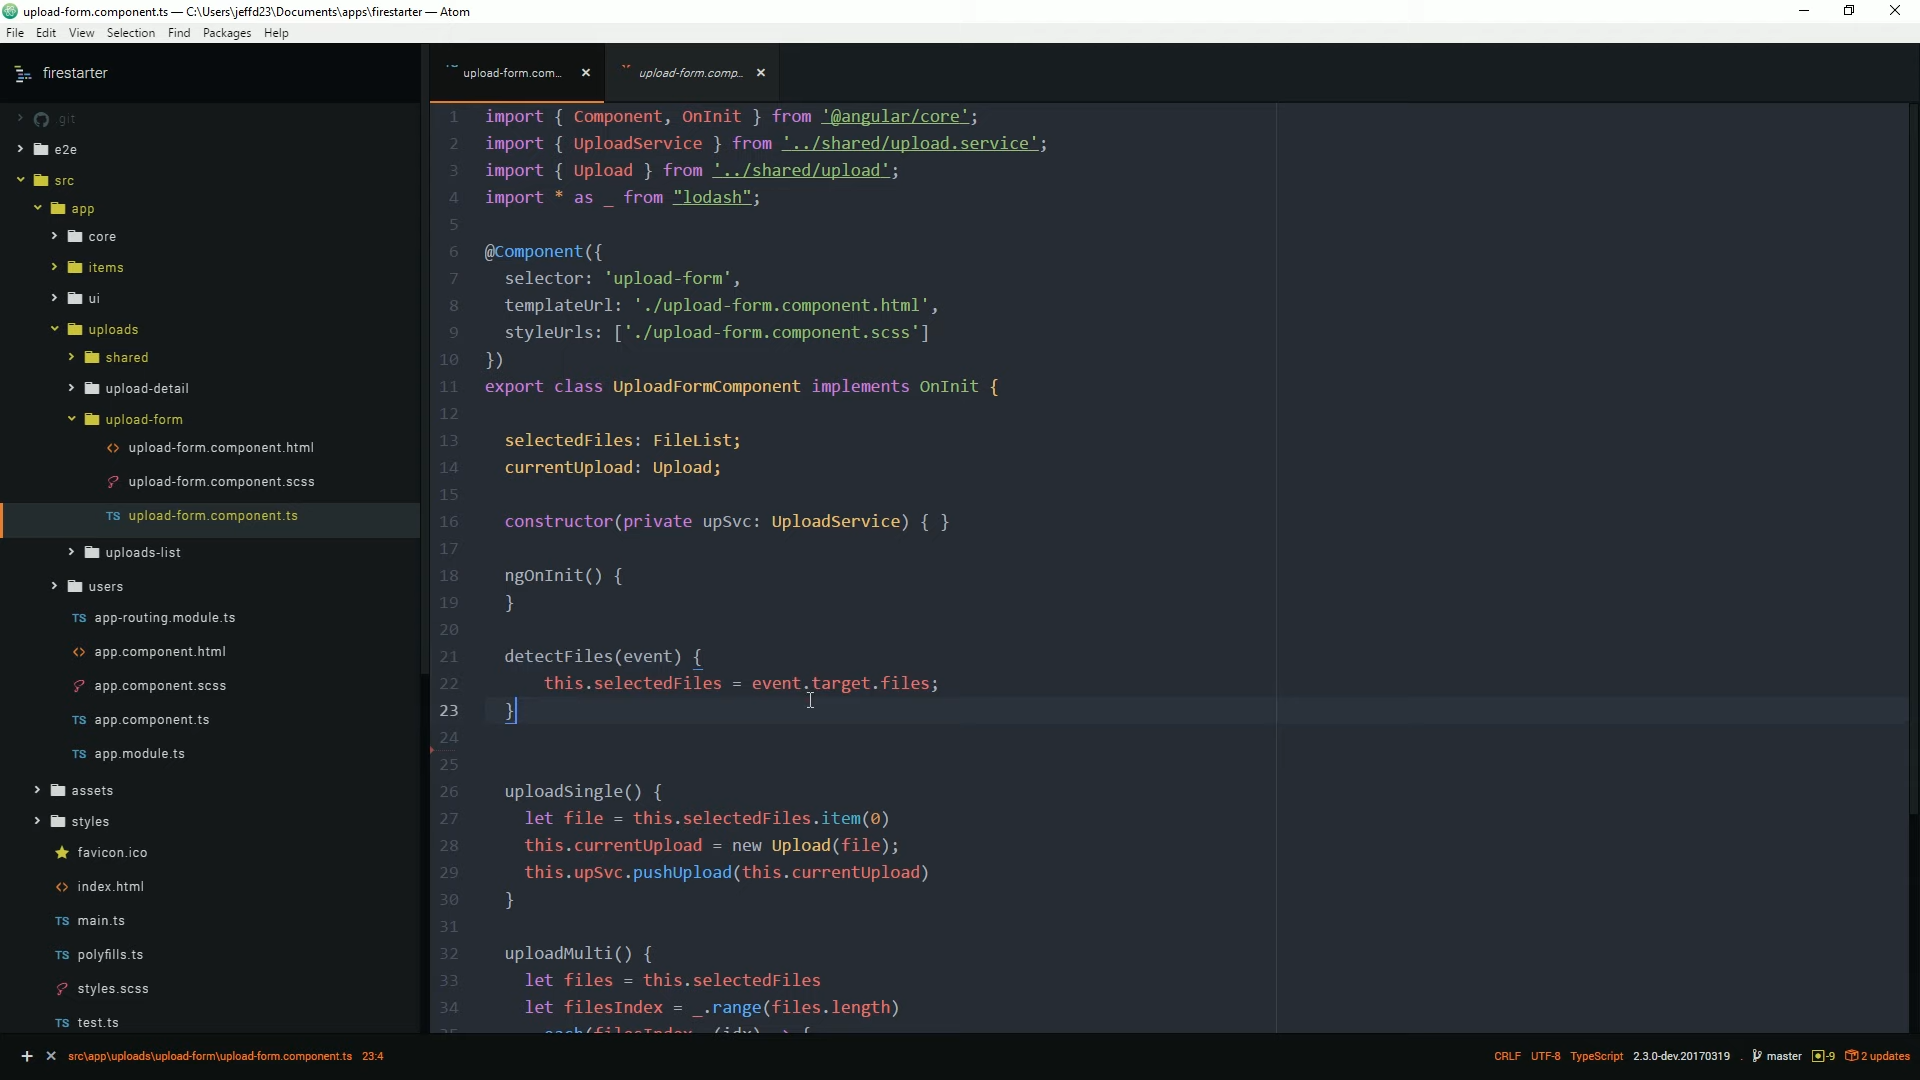 upload-form.component.ts — C:\Users\jeffd23\Documents\apps\firestarter — Atom
File Edit View Selection Find Packages Help
firestarter
.git
e2e
src
app
core
items
ui
uploads
shared
upload-detail
upload-form
<> upload-form.component.html
upload-form.component.scss
TS upload-form.component.ts
uploads-list
users
TS app-routing.module.ts
<> app.component.html
app.component.scss
TS app.component.ts
TS app.module.ts
assets
styles
favicon.ico
<> index.html
TS main.ts
TS polyfills.ts
styles.scss
TS test.ts
upload-form.com… ×
upload-form.comp… ×
1 import { Component, OnInit } from '@angular/core';
2 import { UploadService } from '../shared/upload.service';
3 import { Upload } from '../shared/upload';
4 import * as _ from "lodash";
5
6 @Component({
7 selector: 'upload-form',
8 templateUrl: './upload-form.component.html',
9 styleUrls: ['./upload-form.component.scss']
10 })
11 export class UploadFormComponent implements OnInit {
12
13 selectedFiles: FileList;
14 currentUpload: Upload;
15
16 constructor(private upSvc: UploadService) { }
17
18 ngOnInit() {
19 }
20
21 detectFiles(event) {
22 this.selectedFiles = event.target.files;
23 }
24
25
26 uploadSingle() {
27 let file = this.selectedFiles.item(0)
28 this.currentUpload = new Upload(file);
29 this.upSvc.pushUpload(this.currentUpload)
30 }
31
32 uploadMulti() {
33 let files = this.selectedFiles
34 let filesIndex = _.range(files.length)
+ × src\app\uploads\upload-form\upload-form.component.ts 23:4
CRLF UTF-8 TypeScript 2.3.0-dev.20170319 . master -9 2 updates